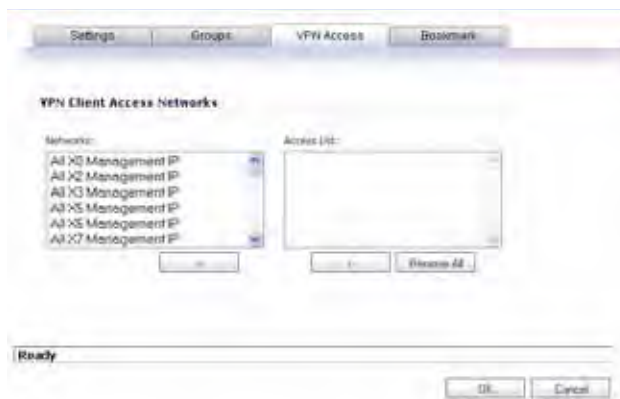 Settings Groups VPN Access Bookmark
VPN Client Access Networks
Networks: Access List:
All X0 Management IP
All X2 Management IP
All X3 Management IP
All X5 Management IP
All X6 Management IP
All X7 Management IP
Remove All
Ready
OK Cancel